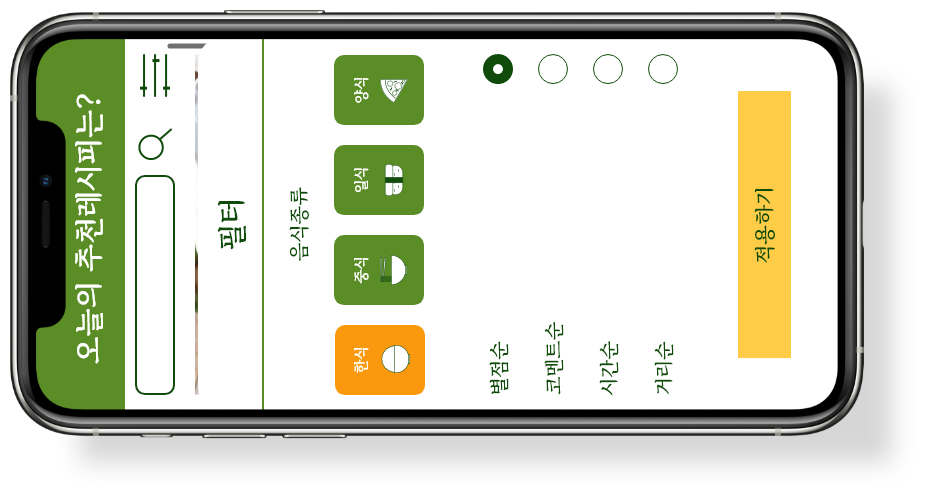 오늘의 추천레시피는?
필터
음식종류
한식
중식
일식
양식
별점순
코멘트순
시간순
거리순
적용하기